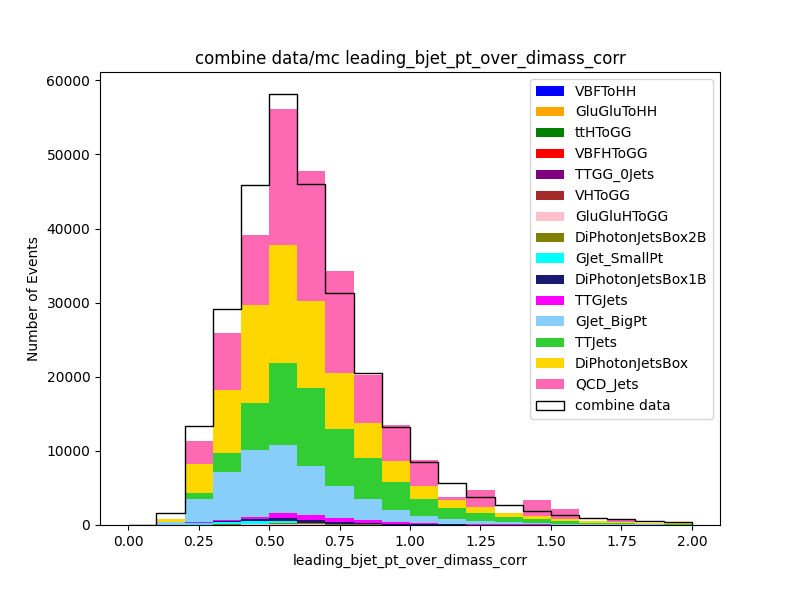 combine data/mc leading_bjet_pt_over_dimass_corr
Number of Events
60000
50000
40000
30000
20000
10000
0
0.00 0.25 0.50 0.75 1.00 1.25 1.50 1.75 2.00
leading_bjet_pt_over_dimass_corr
VBFToHH
GluGluToHH
ttHToGG
VBFHToGG
TTGG_0Jets
VHToGG
GluGluHToGG
DiPhotonJetsBox2B
GJet_SmallPt
DiPhotonJetsBox1B
TTGJets
GJet_BigPt
TTJets
DiPhotonJetsBox
QCD_Jets
combine data